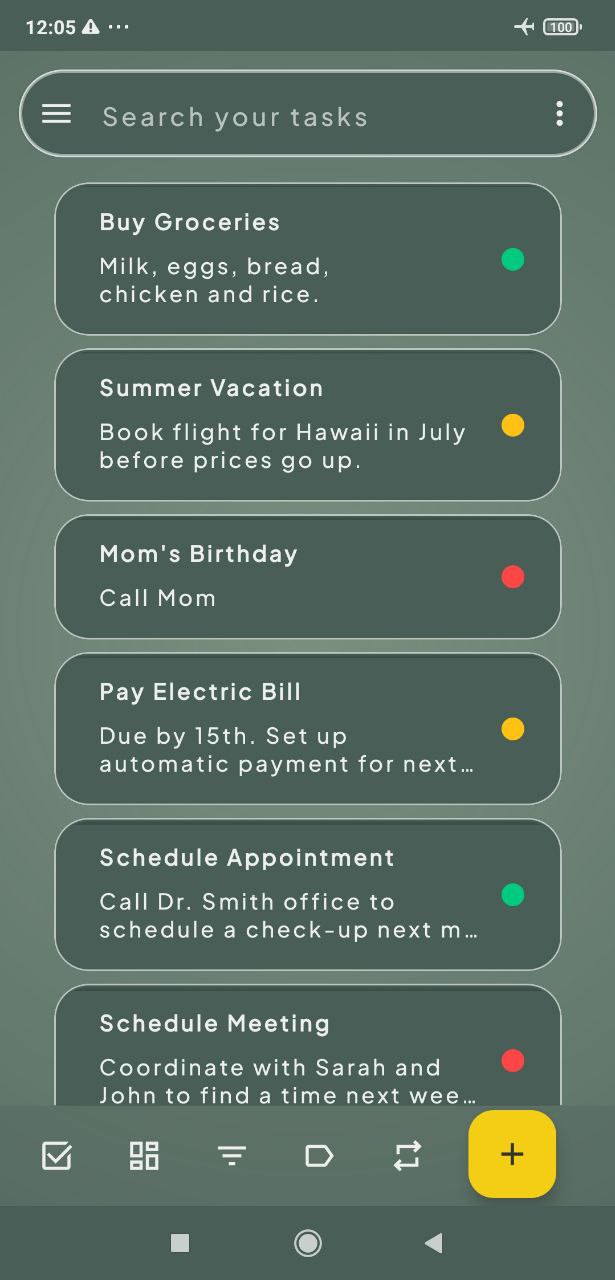 12:05
100
Search your tasks
Buy Groceries
Milk, eggs, bread,
chicken and rice.
Summer Vacation
Book flight for Hawaii in July
before prices go up.
Mom's Birthday
Call Mom
Pay Electric Bill
Due by 15th. Set up
automatic payment for next…
Schedule Appointment
Call Dr. Smith office to
schedule a check-up next m…
Schedule Meeting
Coordinate with Sarah and
John to find a time next wee…